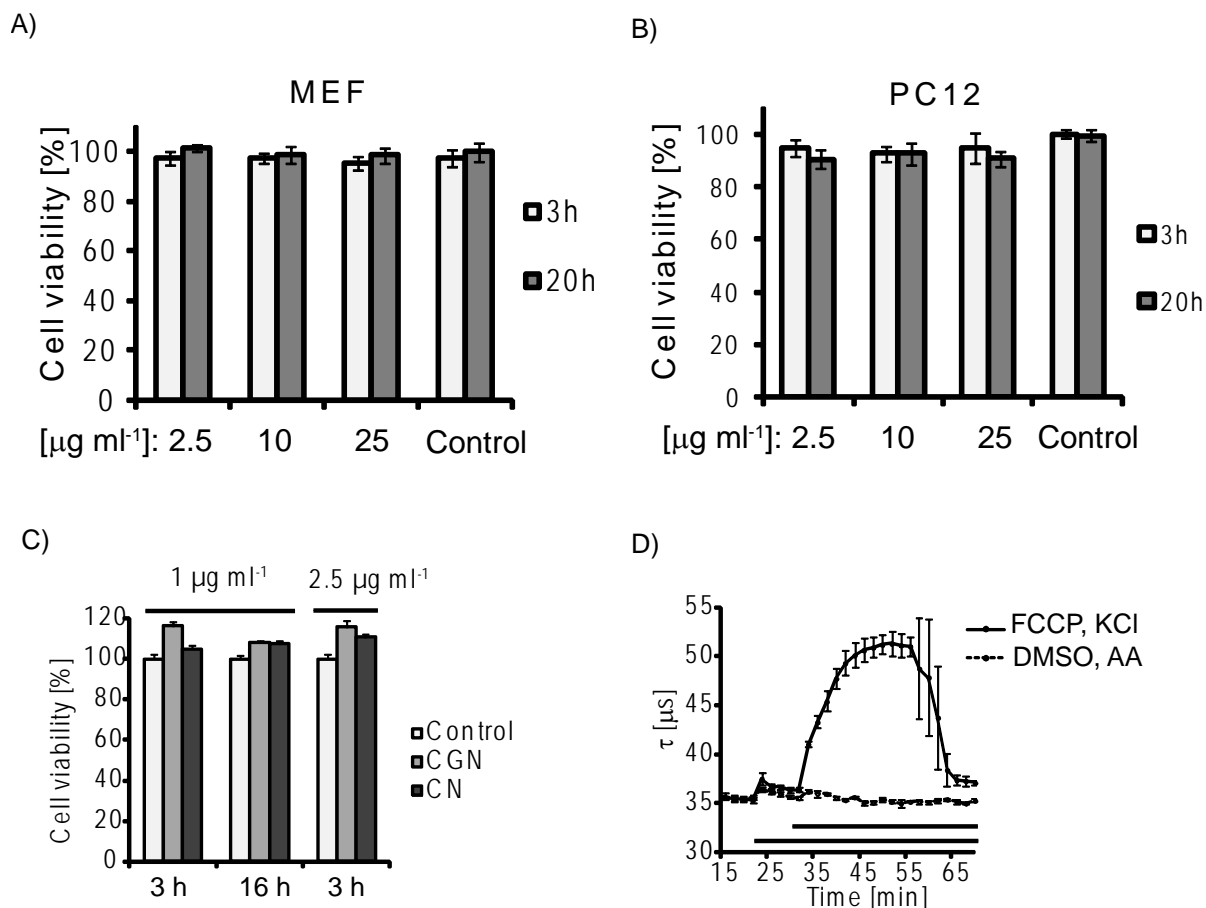 A)
MEF
Cell viability [%]
100
80
60
40
20
0
3h
20h
[μg ml-1]: 2.5 10 25 Control
B)
PC12
Cell viability [%]
100
80
60
40
20
0
3h
20h
[μg ml-1]: 2.5 10 25 Control
C)
1 μg ml-1 2.5 μg ml-1
Cell viability [%]
120
100
80
60
40
20
0
Control
CGN
CN
3 h 16 h 3 h
D)
τ [μs]
55
50
45
40
35
30
FCCP, KCl
DMSO, AA
15 25 35 45 55 65
Time [min]